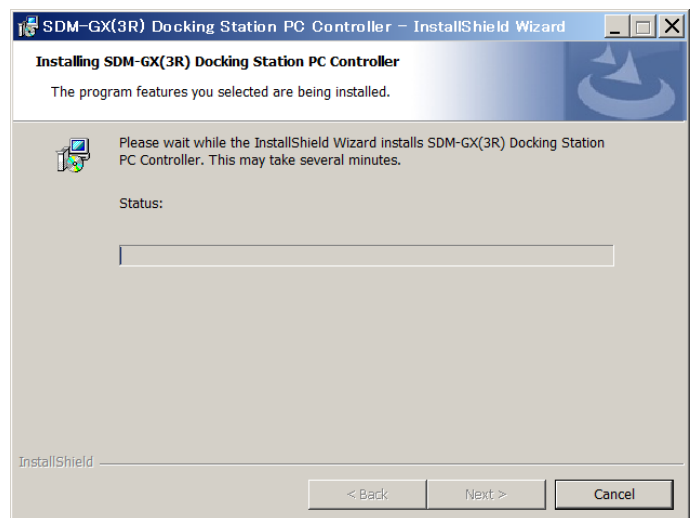 SDM-GX(3R) Docking Station PC Controller - InstallShield Wizard
Installing SDM-GX(3R) Docking Station PC Controller
The program features you selected are being installed.
Please wait while the InstallShield Wizard installs SDM-GX(3R) Docking Station
PC Controller. This may take several minutes.
Status:
InstallShield
< Back
Next >
Cancel